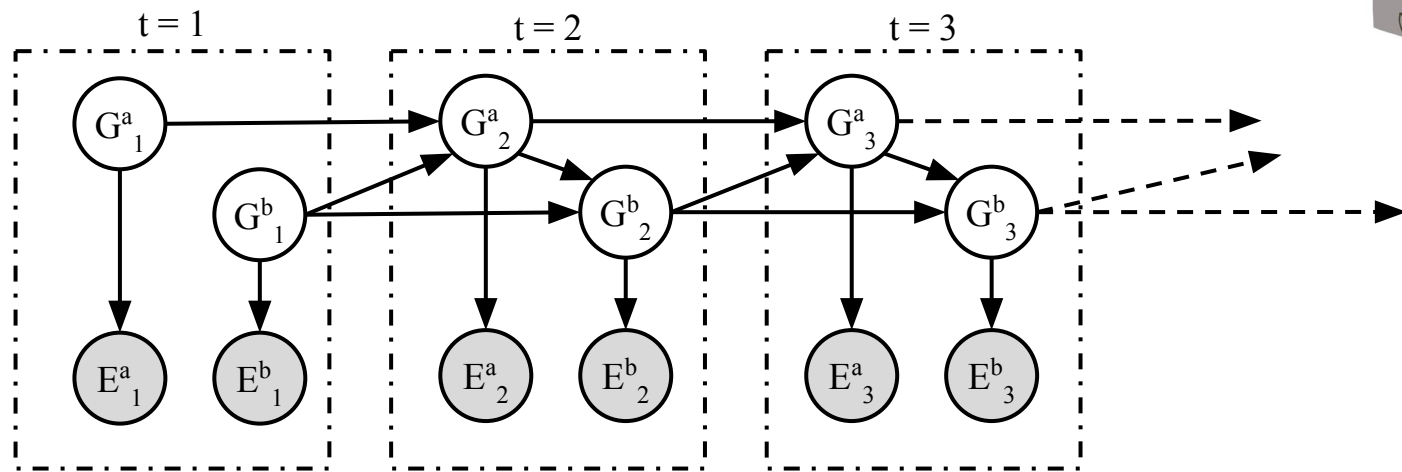 t = 1 t = 2 t = 3
Gᵃ₁ Gᵃ₂ Gᵃ₃
Gᵇ₁ Gᵇ₂ Gᵇ₃
Eᵃ₁ Eᵇ₁ Eᵃ₂ Eᵇ₂ Eᵃ₃ Eᵇ₃